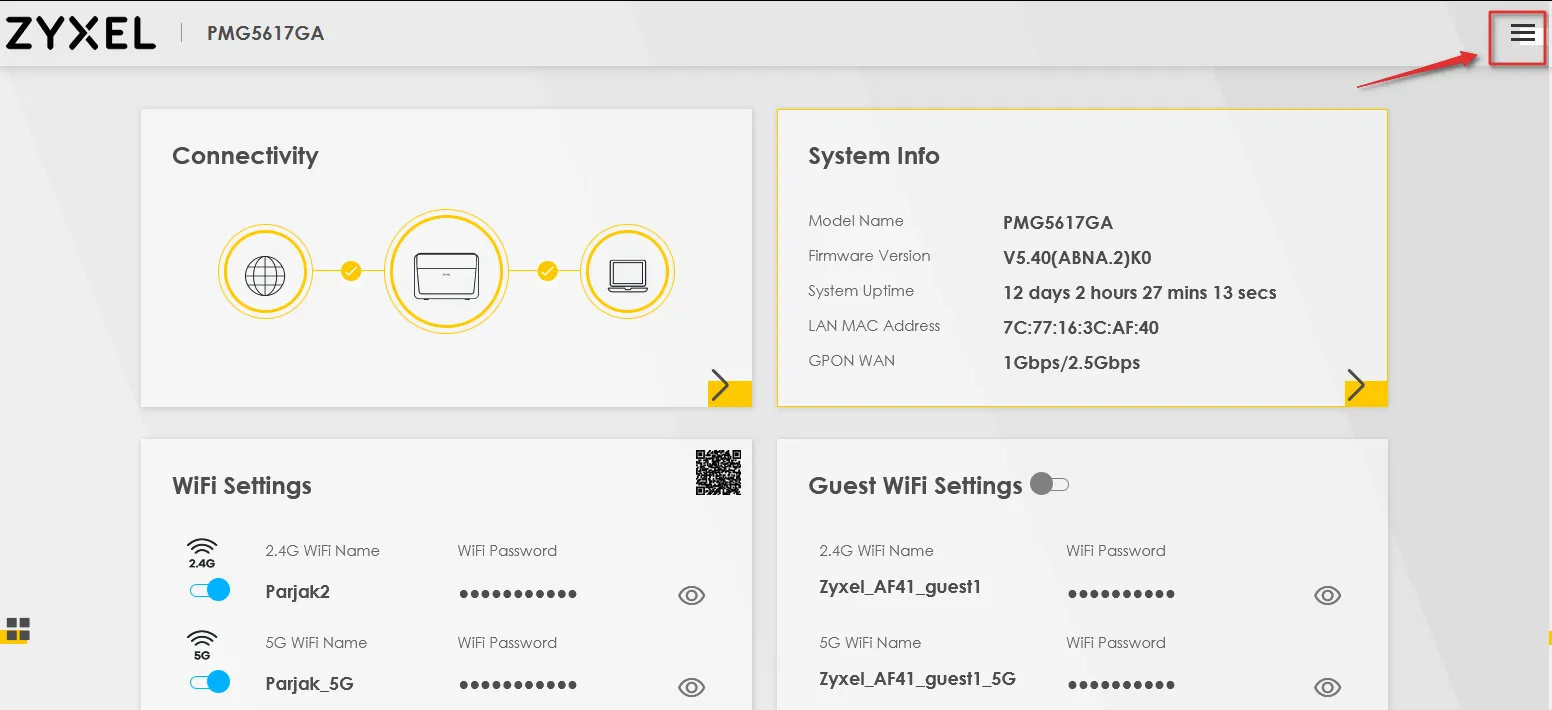 ZYXEL PMG5617GA
Connectivity
System Info
Model Name PMG5617GA
Firmware Version V5.40(ABNA.2)K0
System Uptime 12 days 2 hours 27 mins 13 secs
LAN MAC Address 7C:77:16:3C:AF:40
GPON WAN 1Gbps/2.5Gbps
WiFi Settings
2.4G WiFi Name WiFi Password
2.4G
Parjak2 •••••••••••
5G WiFi Name WiFi Password
5G
Parjak_5G •••••••••••
Guest WiFi Settings
2.4G WiFi Name WiFi Password
Zyxel_AF41_guest1 ••••••••••
5G WiFi Name WiFi Password
Zyxel_AF41_guest1_5G ••••••••••